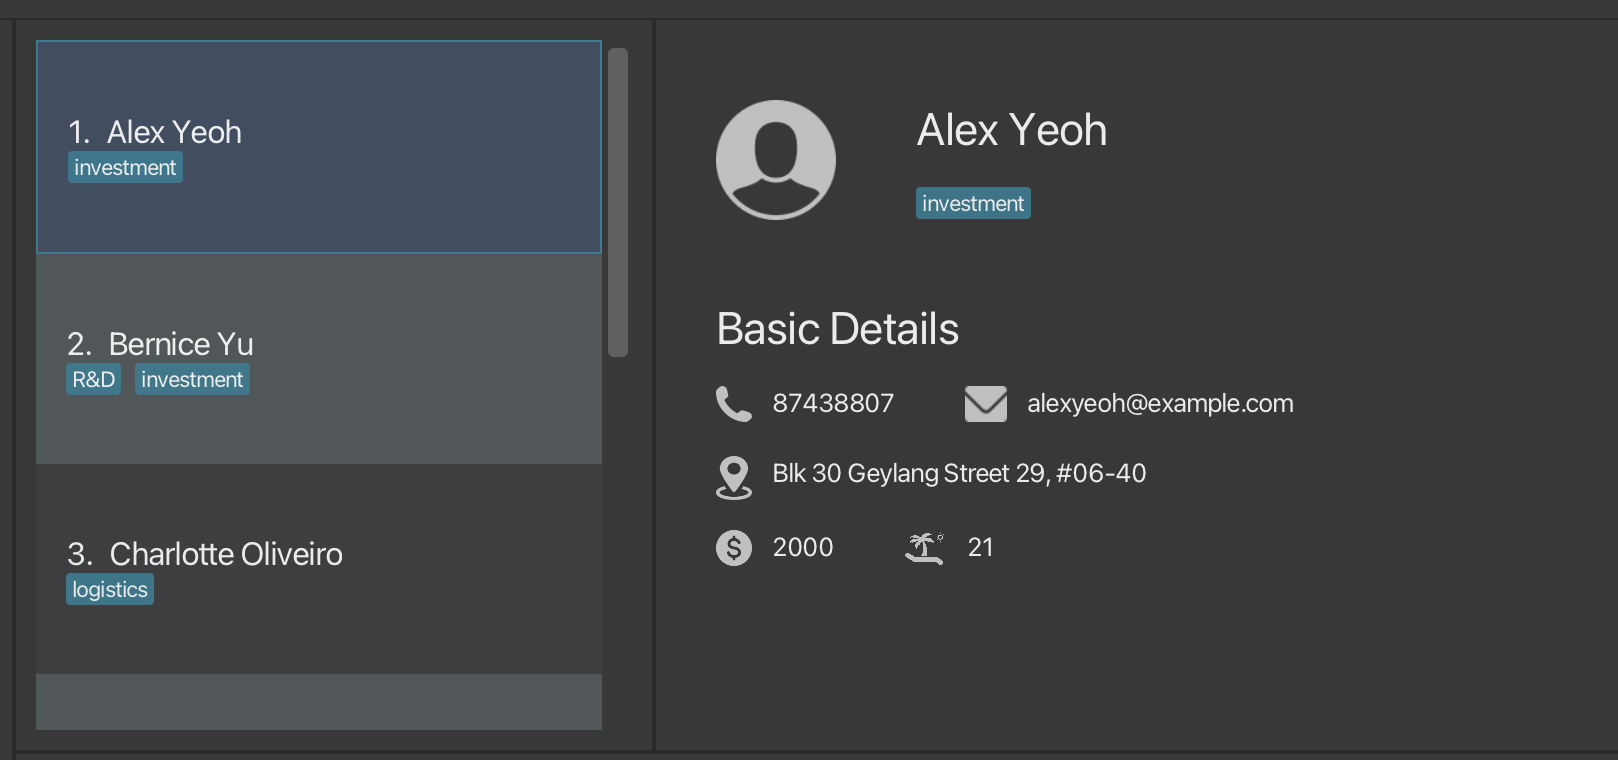 1. Alex Yeoh
investment
2. Bernice Yu
R&D investment
3. Charlotte Oliveiro
logistics
Alex Yeoh
investment
Basic Details
87438807 alexyeoh@example.com
Blk 30 Geylang Street 29, #06-40
2000 21